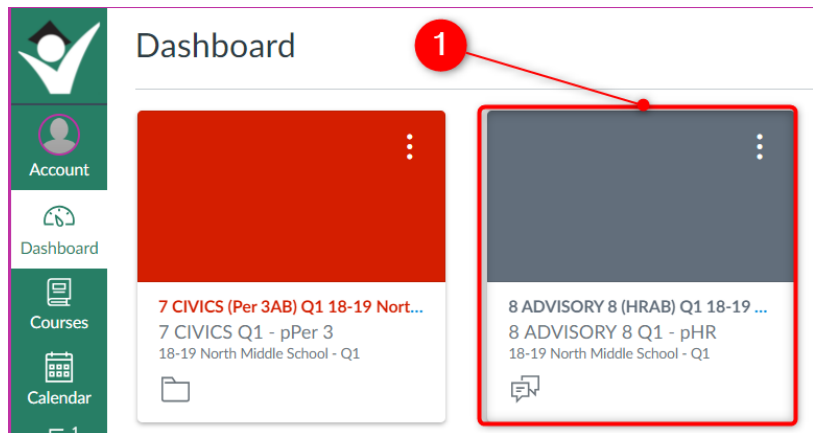 Dashboard
1
Account
Dashboard
Courses
Calendar
7 CIVICS (Per 3AB) Q1 18-19 Nort...
7 CIVICS Q1 - pPer 3
18-19 North Middle School - Q1
8 ADVISORY 8 (HRAB) Q1 18-19 ...
8 ADVISORY 8 Q1 - pHR
18-19 North Middle School - Q1
1